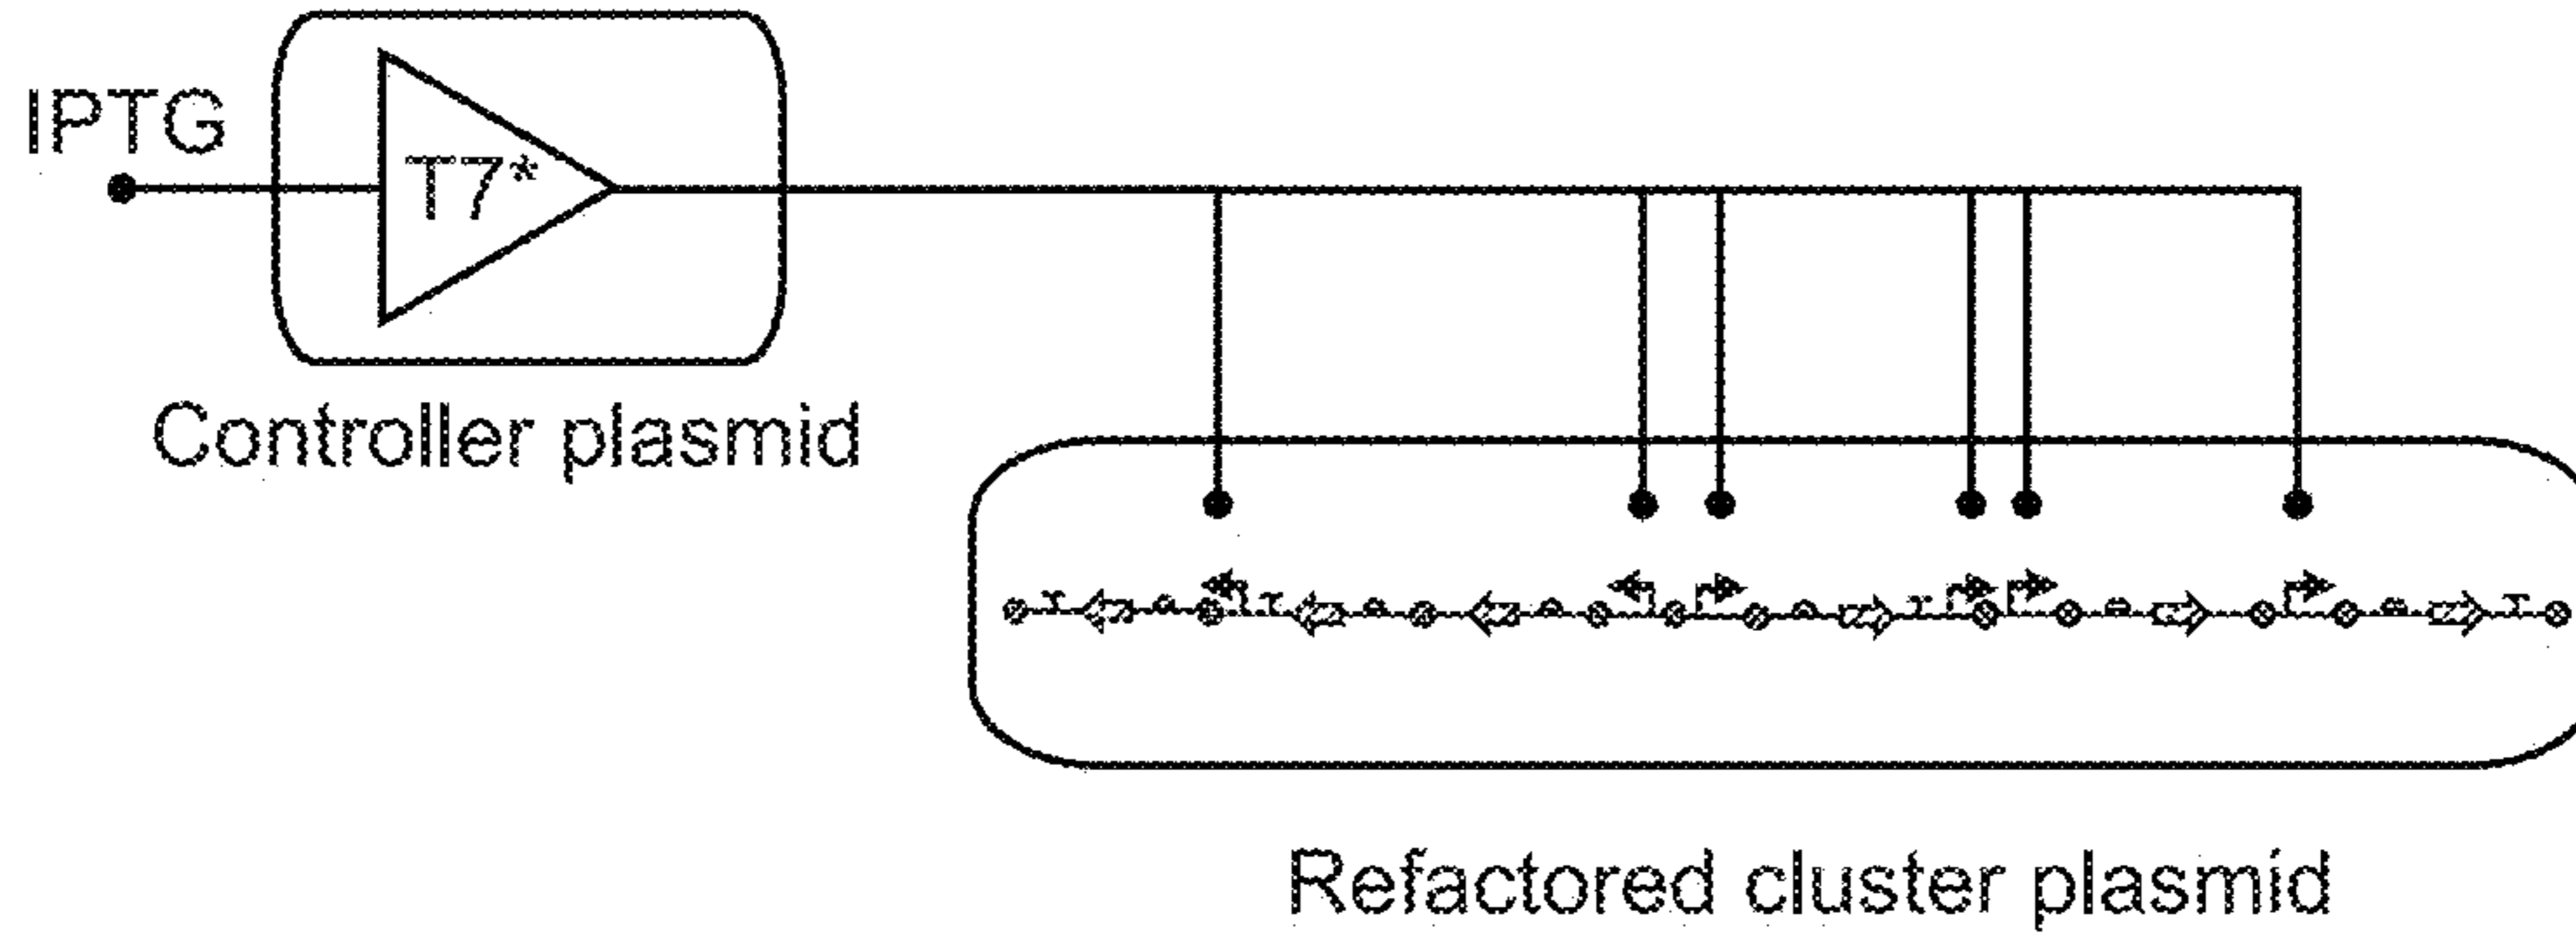 IPTG
T7*
Controller plasmid
Refactored cluster plasmid